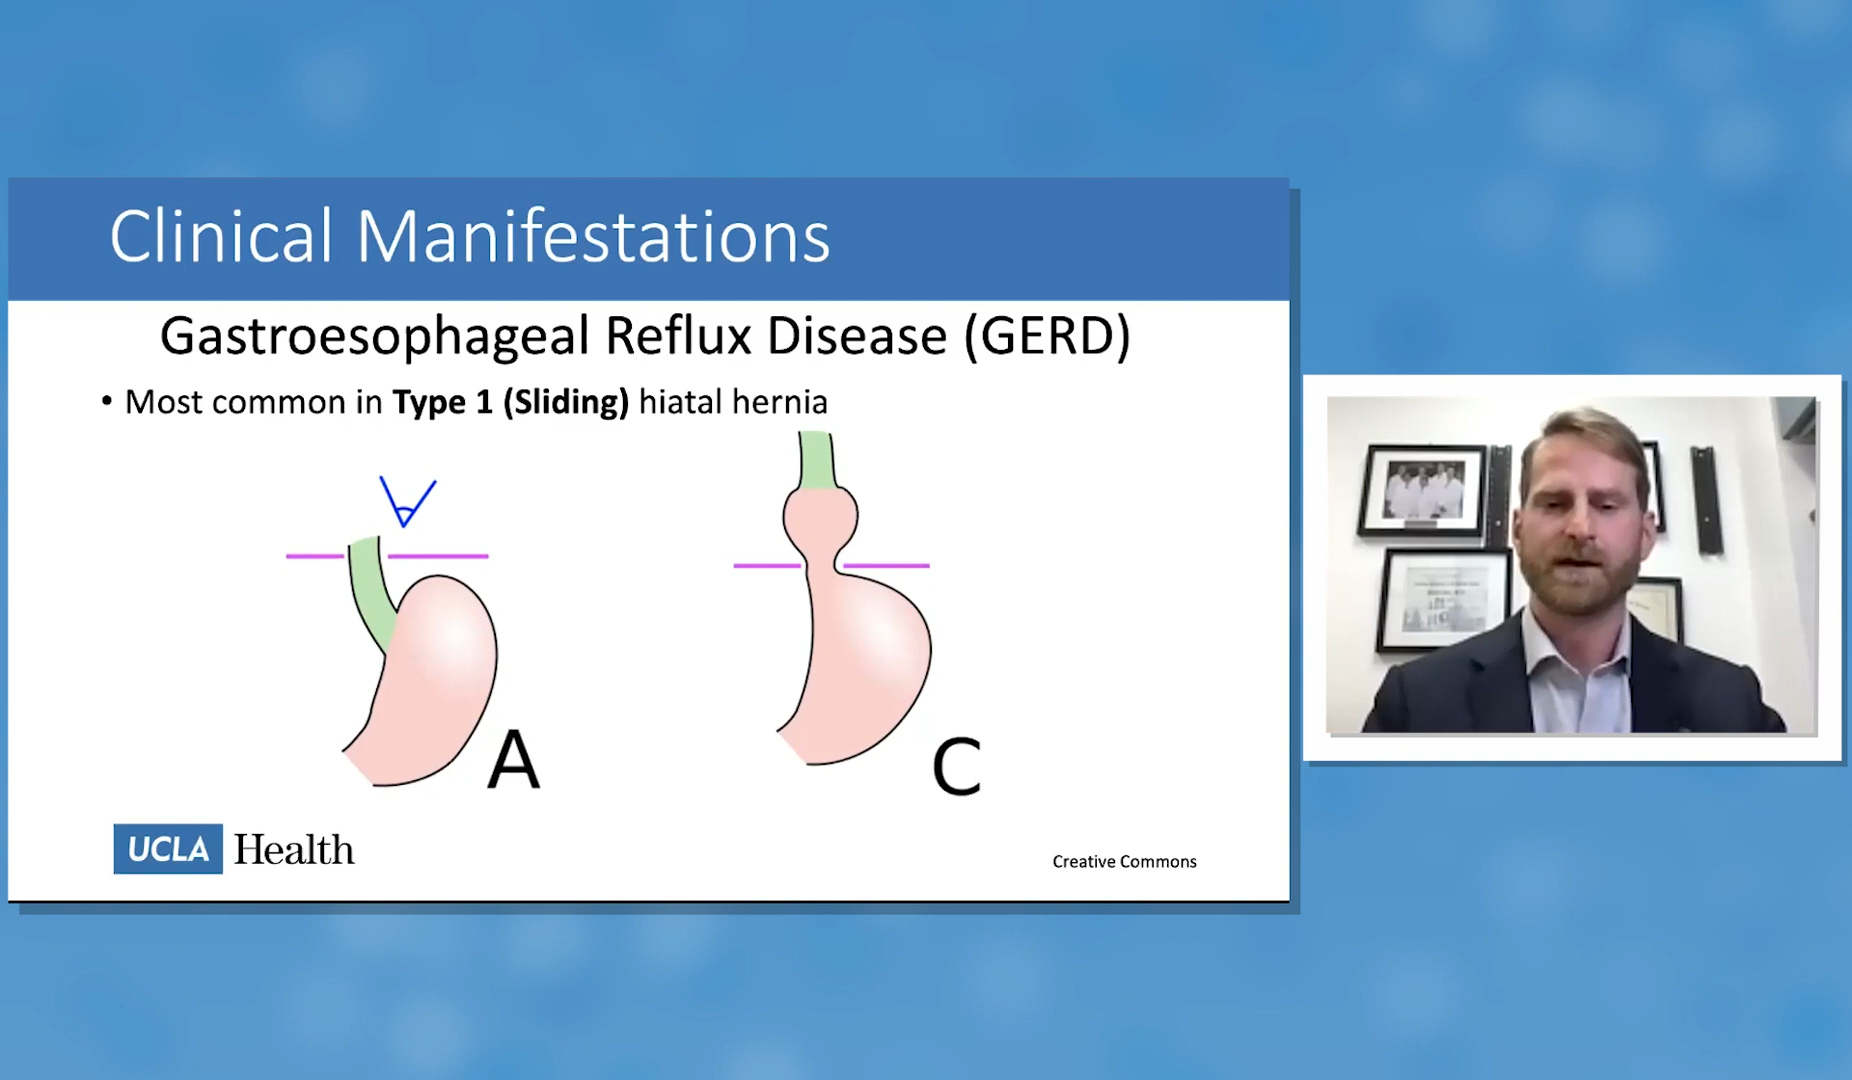 Clinical Manifestations
Gastroesophageal Reflux Disease (GERD)
• Most common in Type 1 (Sliding) hiatal hernia
A
C
UCLA Health
Creative Commons